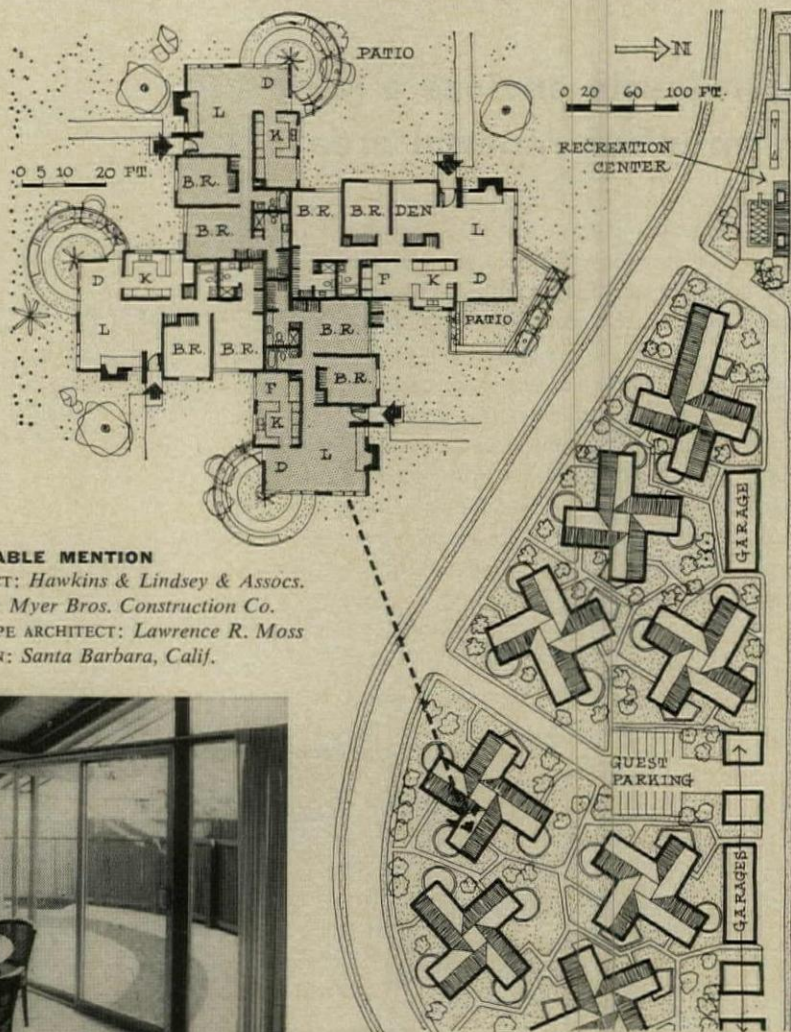 PATIO
N
0 20 60 100 FT.
RECREATION
CENTER
0 5 10 20 FT.
D
L
K
B.R.
B.R.
B.R.
B.R.
DEN
L
D
K
F
PATIO
D
K
L
B.R.
B.R.
B.R.
B.R.
F
K
D
L
GARAGE
ABLE MENTION
CT: Hawkins & Lindsey & Assocs.
Myer Bros. Construction Co.
PE ARCHITECT: Lawrence R. Moss
N: Santa Barbara, Calif.
GUEST
PARKING
GARAGES